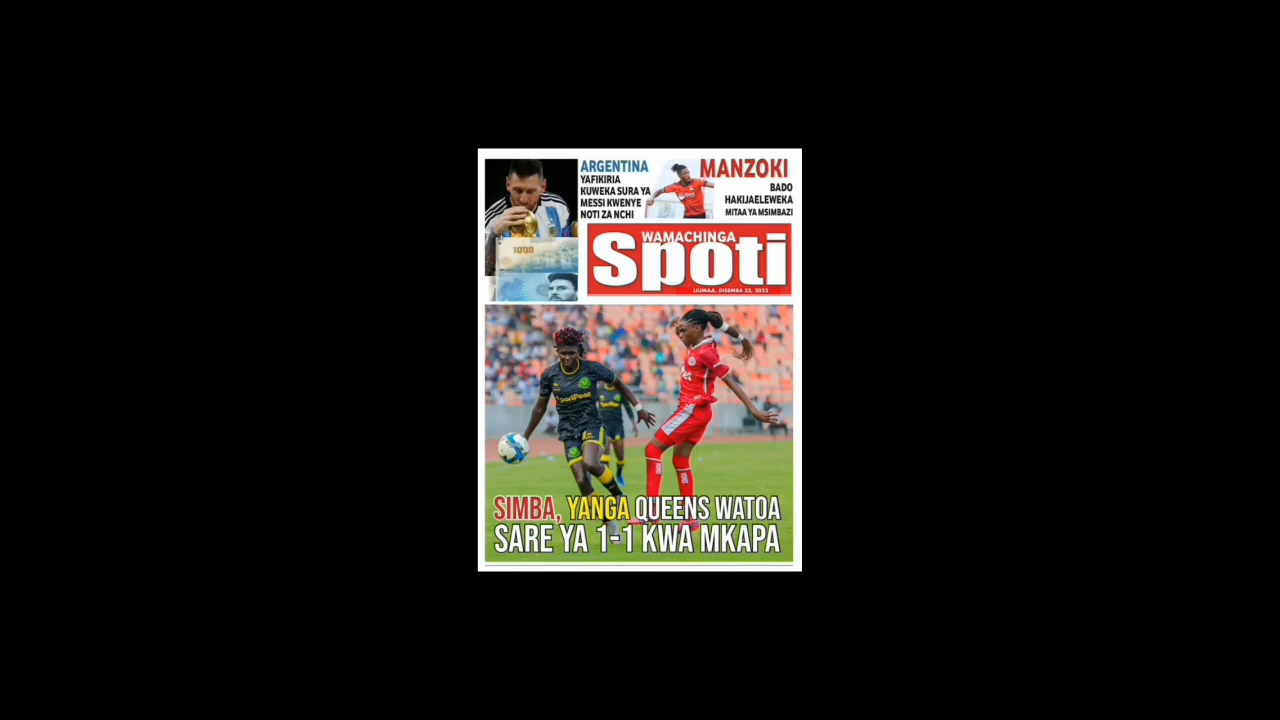 ARGENTINA
YAFIKIRIA
KUWEKA SURA YA
MESSI KWENYE
NOTI ZA NCHI
MANZOKI
BADO
HAKIJAELEWEKA
MITAA YA MSIMBAZI
1000
WAMACHINGA
Spoti
IJUMAA, DISEMBA 23, 2022
SportPesa
SIMBA, YANGA QUEENS WATOA
SARE YA 1-1 KWA MKAPA